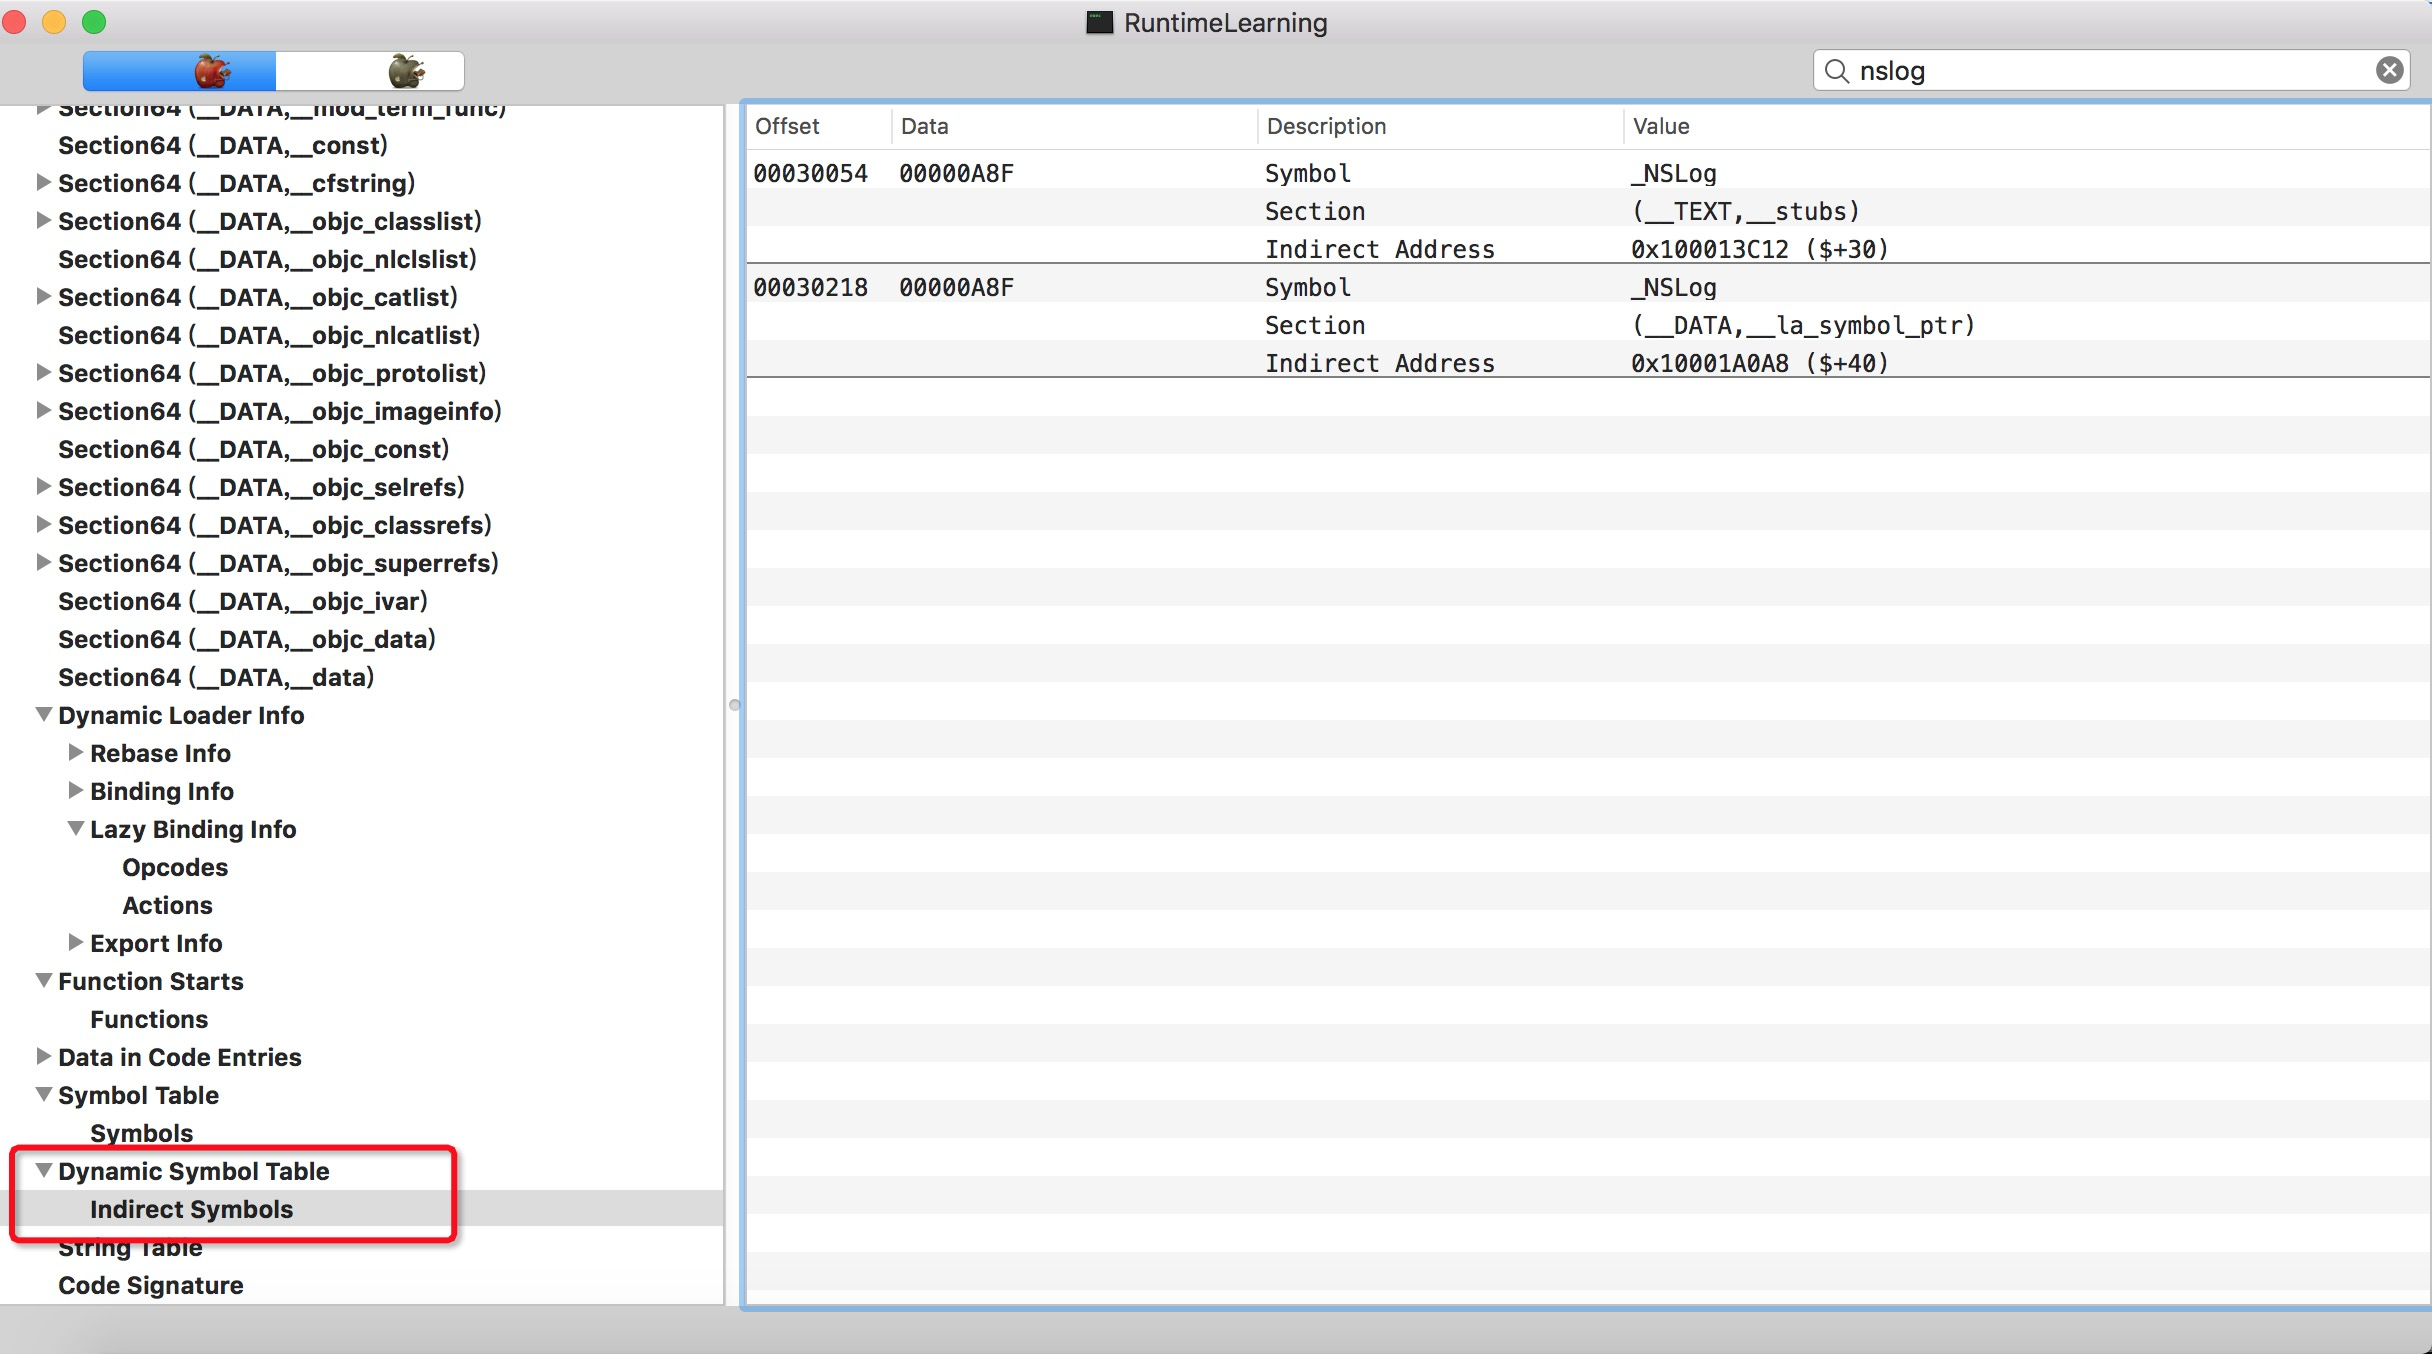 RuntimeLearning
nslog
Section64 (__DATA,__mod_term_func)
Section64 (__DATA,__const)
Section64 (__DATA,__cfstring)
Section64 (__DATA,__objc_classlist)
Section64 (__DATA,__objc_nlclslist)
Section64 (__DATA,__objc_catlist)
Section64 (__DATA,__objc_nlcatlist)
Section64 (__DATA,__objc_protolist)
Section64 (__DATA,__objc_imageinfo)
Section64 (__DATA,__objc_const)
Section64 (__DATA,__objc_selrefs)
Section64 (__DATA,__objc_classrefs)
Section64 (__DATA,__objc_superrefs)
Section64 (__DATA,__objc_ivar)
Section64 (__DATA,__objc_data)
Section64 (__DATA,__data)
Dynamic Loader Info
Rebase Info
Binding Info
Lazy Binding Info
Opcodes
Actions
Export Info
Function Starts
Functions
Data in Code Entries
Symbol Table
Symbols
Dynamic Symbol Table
Indirect Symbols
String Table
Code Signature
Offset Data Description Value
00030054 00000A8F Symbol _NSLog
Section (__TEXT,__stubs)
Indirect Address 0x100013C12 ($+30)
00030218 00000A8F Symbol _NSLog
Section (__DATA,__la_symbol_ptr)
Indirect Address 0x10001A0A8 ($+40)